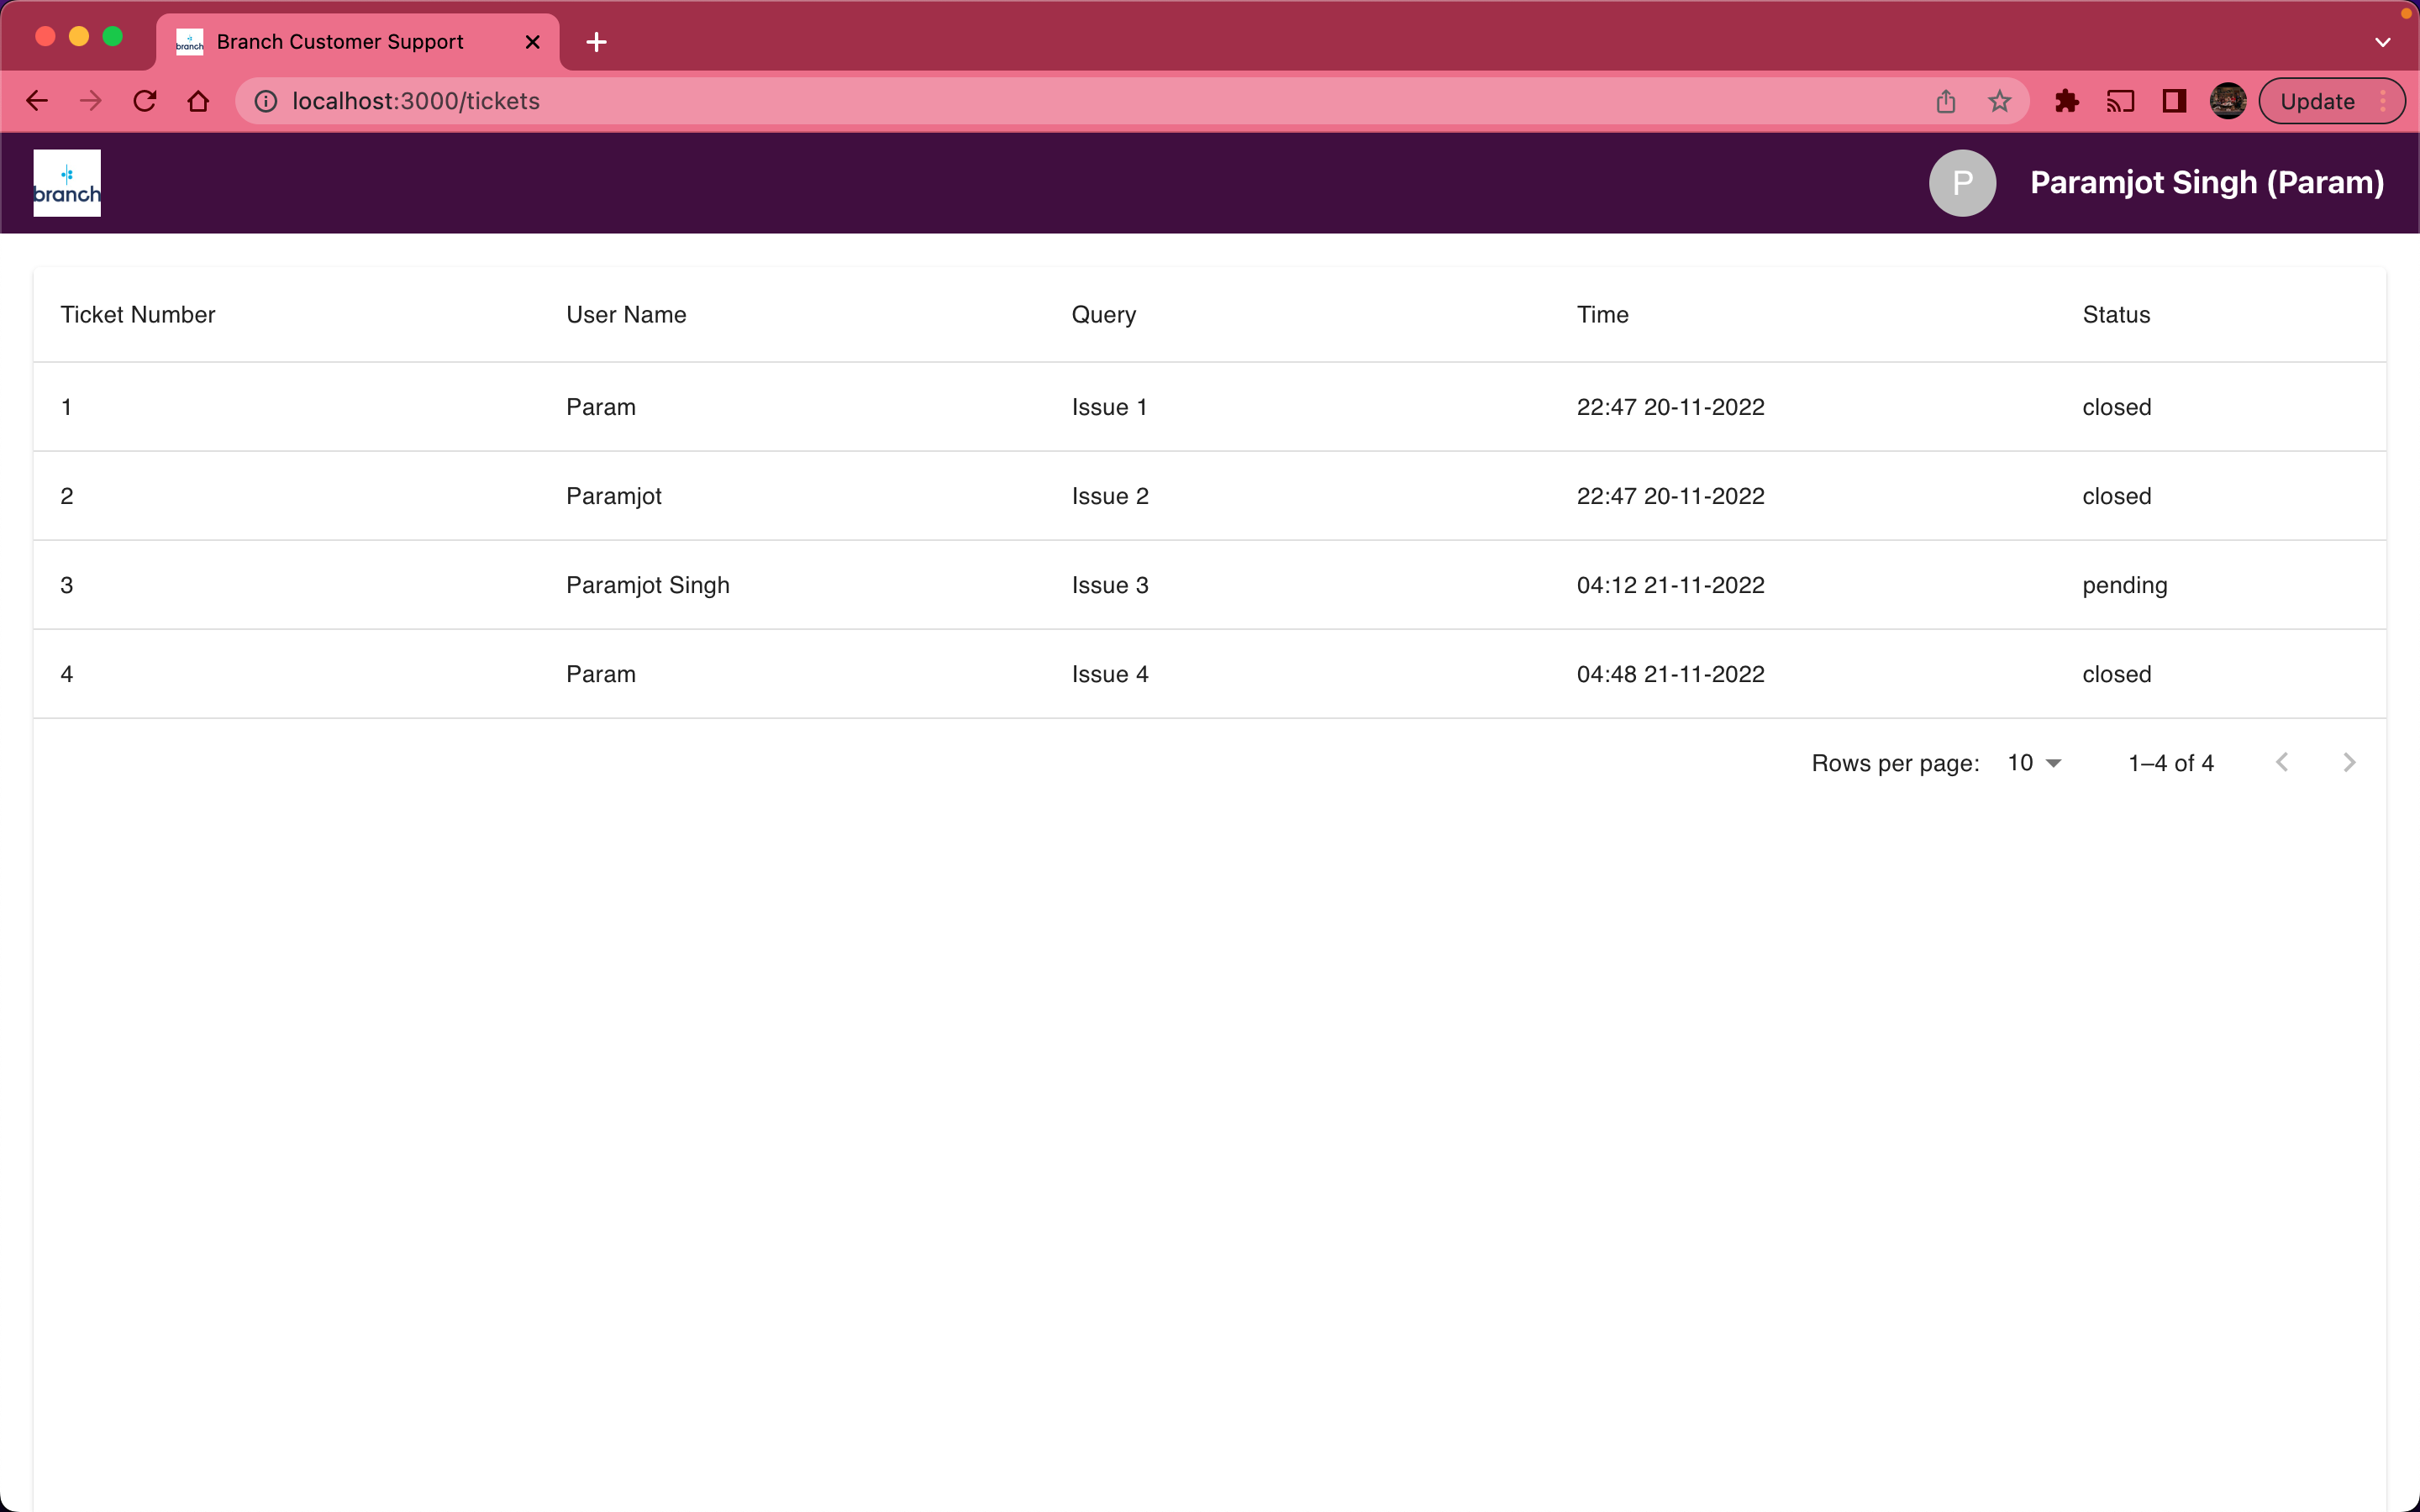 branch Branch Customer Support
localhost:3000/tickets Update
branch P Paramjot Singh (Param)
Ticket Number User Name Query Time Status
1 Param Issue 1 22:47 20-11-2022 closed
2 Paramjot Issue 2 22:47 20-11-2022 closed
3 Paramjot Singh Issue 3 04:12 21-11-2022 pending
4 Param Issue 4 04:48 21-11-2022 closed
Rows per page: 10 1–4 of 4